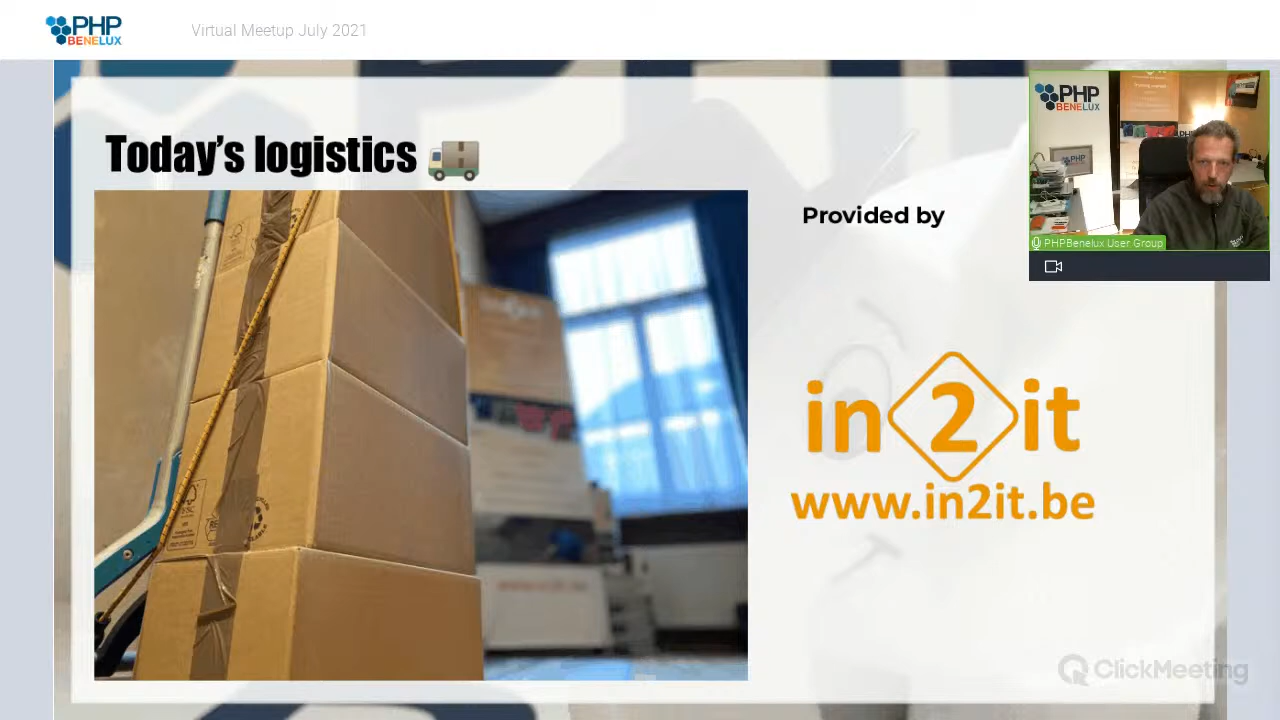 PHP
BENELUX
Virtual Meetup July 2021
Today's logistics
Provided by
in2it
www.in2it.be
PHP
BENELUX
PHP
PHPBenelux User Group
ClickMeeting